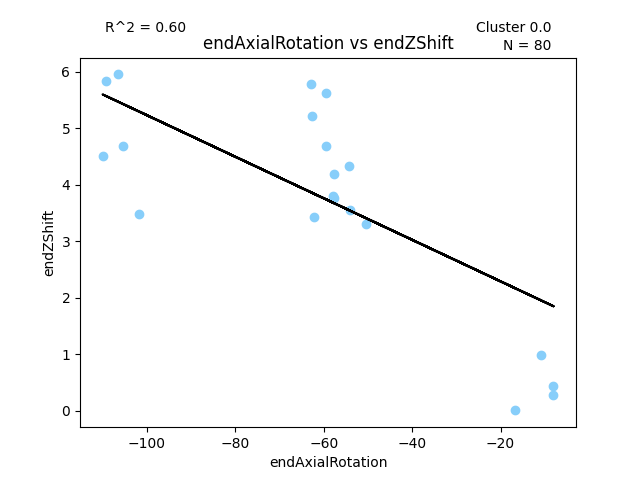 R^2 = 0.60
Cluster 0.0
endAxialRotation vs endZShift
N = 80
6
5
4
3
2
1
0
endZShift
−100
−80
−60
−40
−20
endAxialRotation